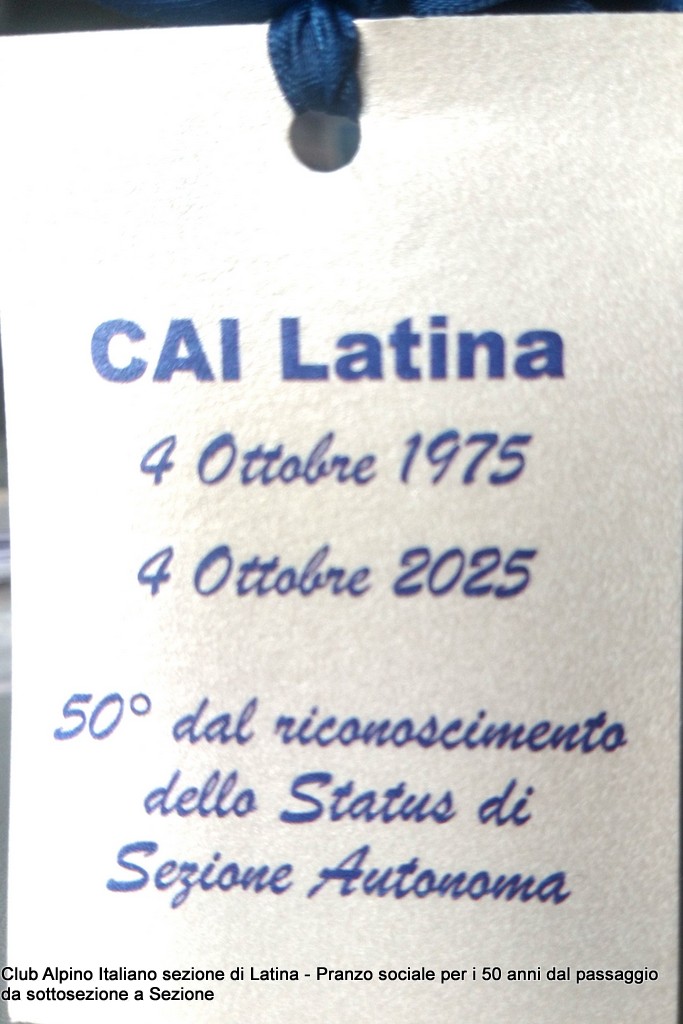 CAI Latina
4 Ottobre 1975
4 Ottobre 2025
50° dal riconoscimento
dello Status di
Sezione Autonoma
Club Alpino Italiano sezione di Latina - Pranzo sociale per i 50 anni dal passaggio
da sottosezione a Sezione